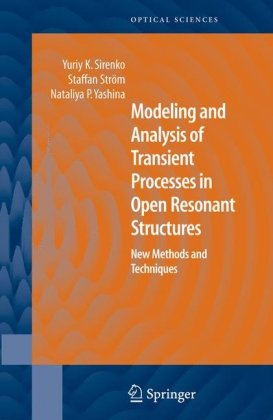 OPTICAL SCIENCES
Yuriy K. Sirenko
Staffan Ström
Nataliya P. Yashina
Modeling and
Analysis of
Transient
Processes in
Open Resonant
Structures
New Methods and
Techniques
Springer